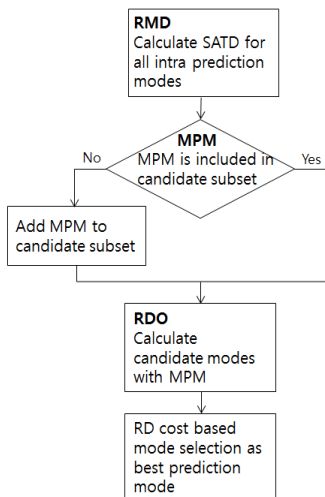 RMD
Calculate SATD for
all intra prediction
modes
MPM
No
MPM is included in
Yes
candidate subset
Add MPM to
candidate subset
RDO
Calculate
candidate modes
with MPM
RD cost based
mode selection as
best prediction
mode